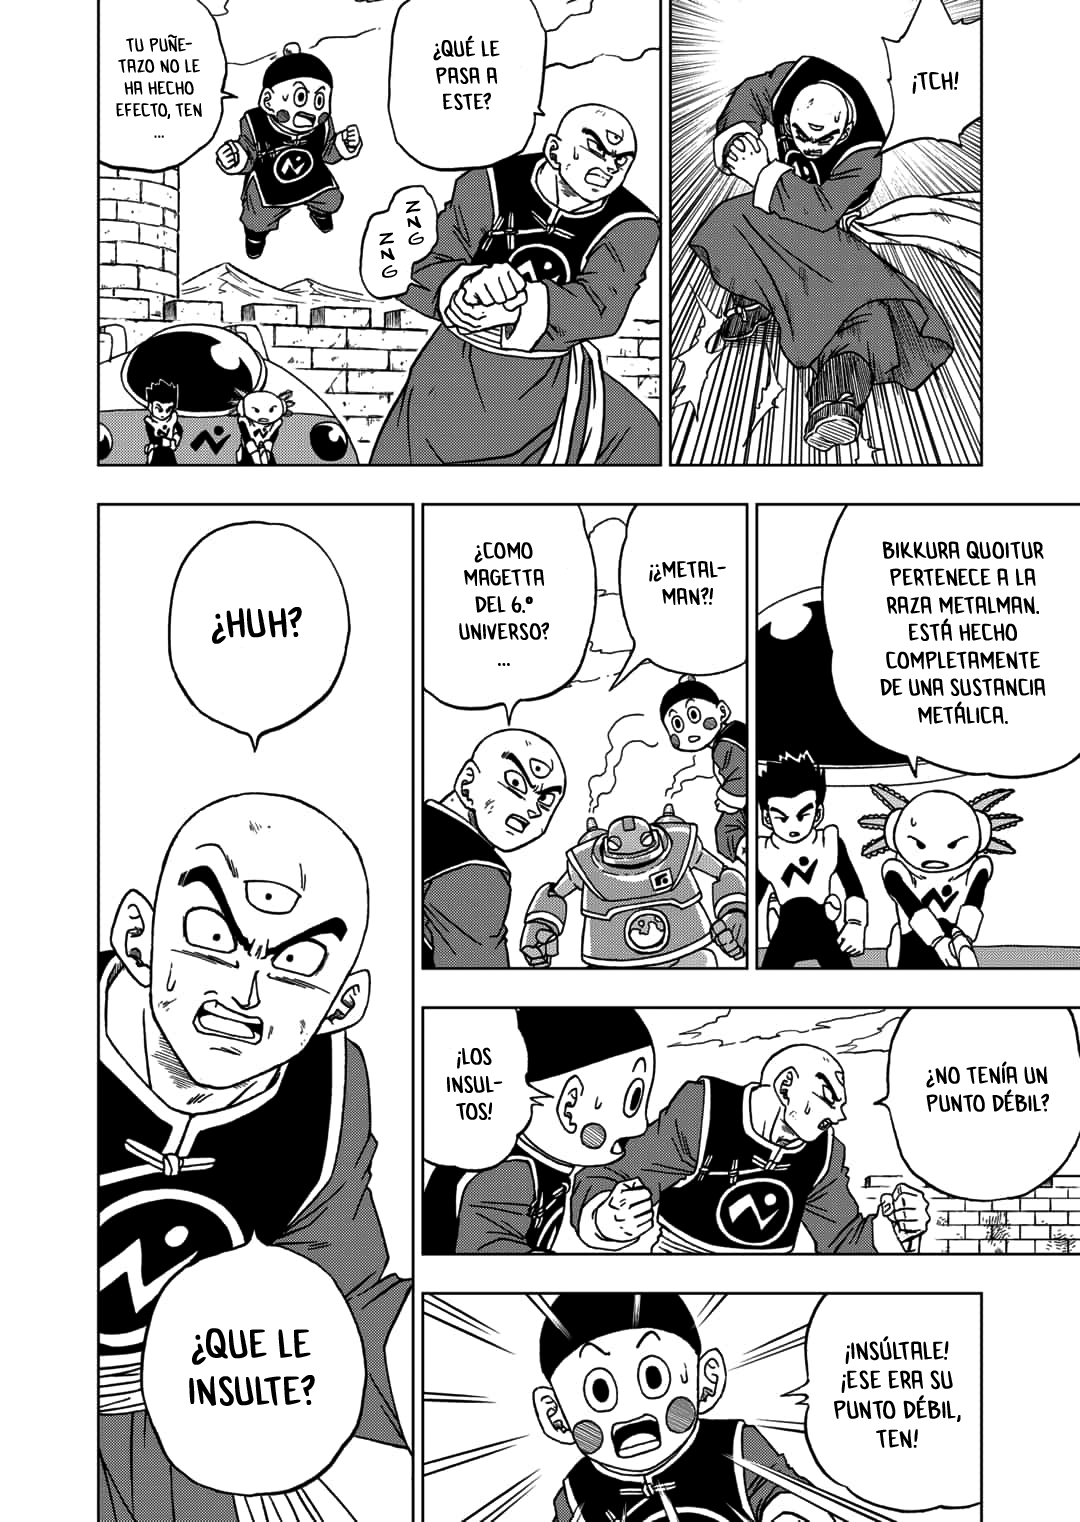 ¡TCH!
¿QUÉ LE
PASA A
ESTE?
ZNG
ZNG
TU PUÑE-
TAZO NO LE
HA HECHO
EFECTO, TEN
...
BIKKURA QUOITUR
PERTENECE A LA
RAZA METALMAN.
ESTÁ HECHO
COMPLETAMENTE
DE UNA SUSTANCIA
METÁLICA.
¡¿METAL-
MAN?!
¿COMO
MAGETTA
DEL 6.º
UNIVERSO?
...
¿NO TENÍA UN
PUNTO DÉBIL?
¡LOS
INSUL-
TOS!
¡INSÚLTALE!
¡ESE ERA SU
PUNTO DÉBIL,
TEN!
¿HUH?
¿QUE LE
INSULTE?